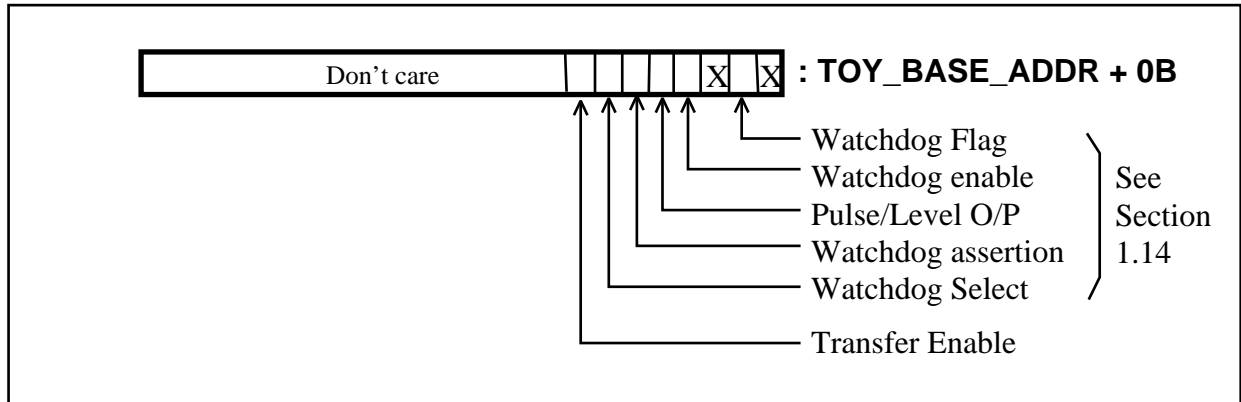 Don't care X X : TOY_BASE_ADDR + 0B
Watchdog Flag
Watchdog enable
Pulse/Level O/P
Watchdog assertion
Watchdog Select
Transfer Enable
See
Section
1.14